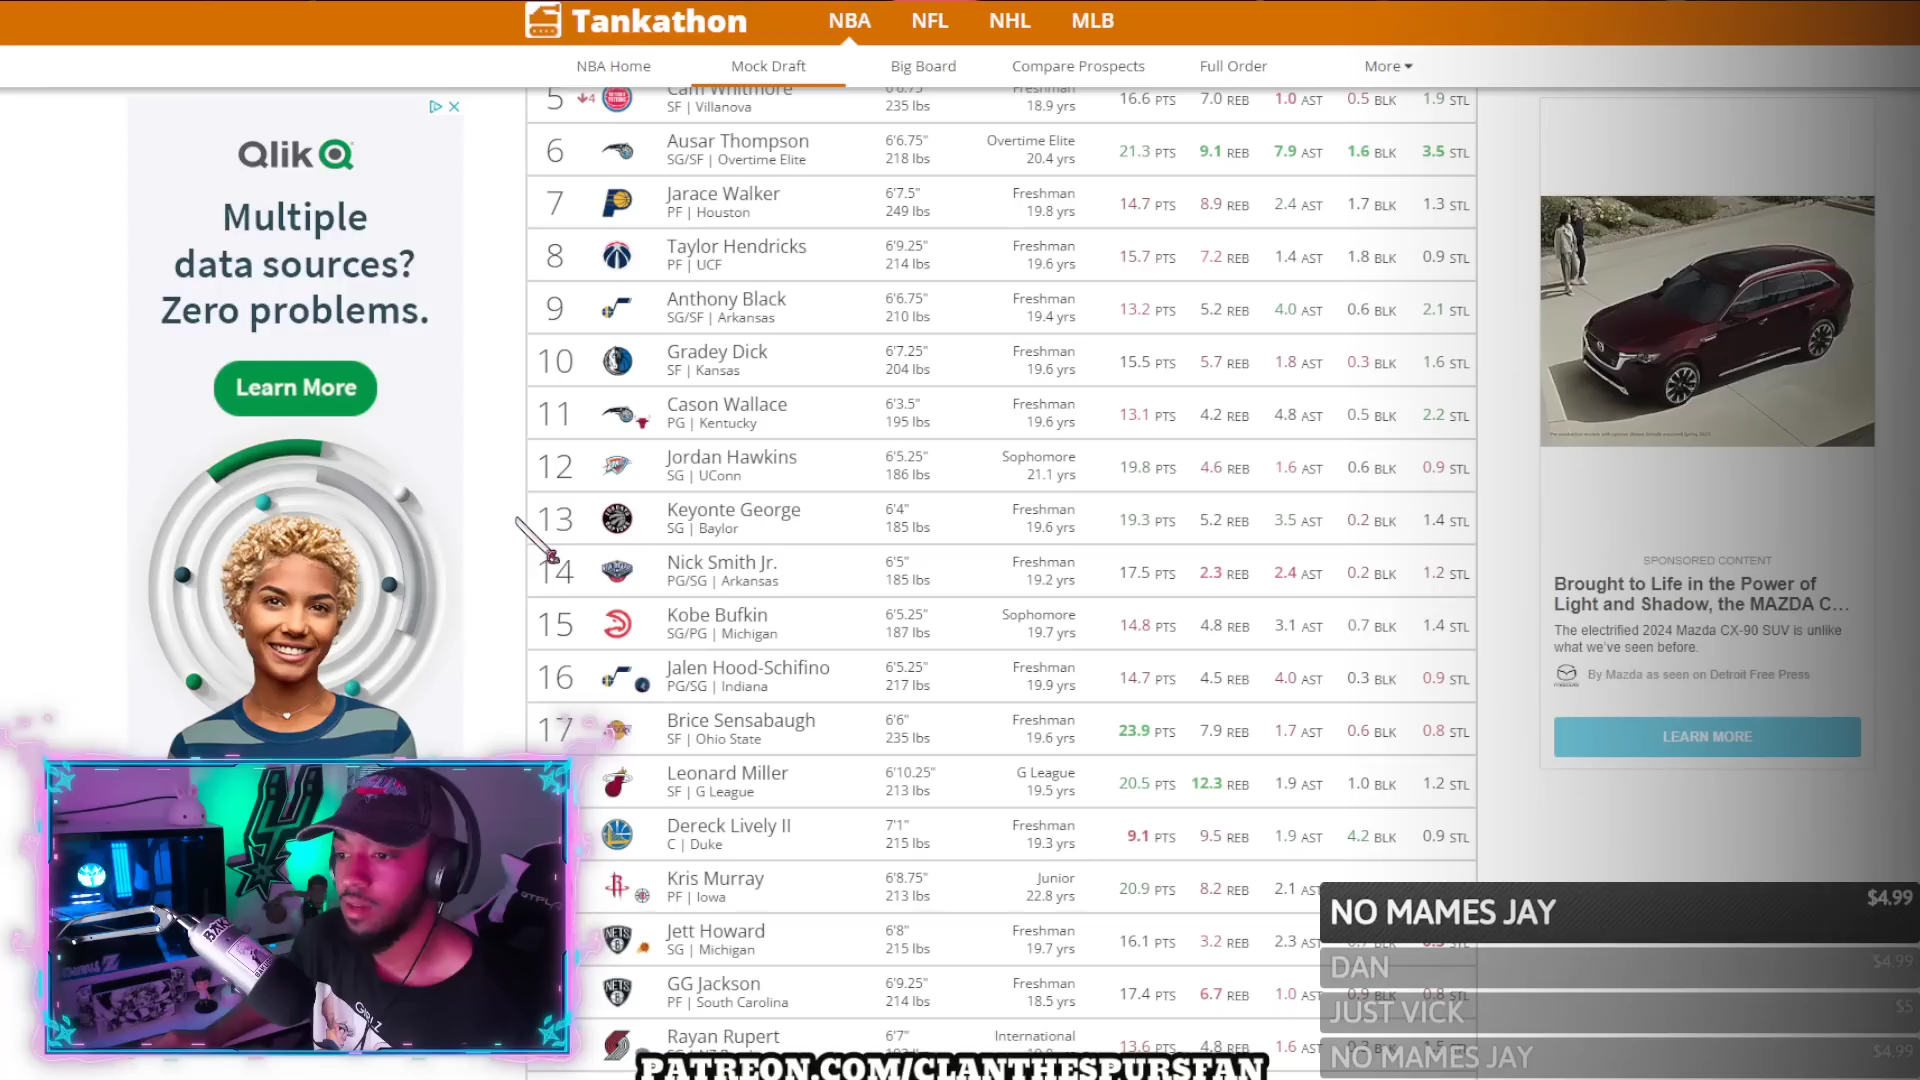 Tankathon
NBA NFL NHL MLB
NBA Home Mock Draft Big Board Compare Prospects Full Order More
5 4 Cam Whitmore Freshman 16.6 PTS 7.0 REB 1.0 AST 0.5 BLK 1.9 STL
SF | Villanova 235 lbs 18.9 yrs
6 Ausar Thompson 6'6.75" Overtime Elite 21.3 PTS 9.1 REB 7.9 AST 1.6 BLK 3.5 STL
SG/SF | Overtime Elite 218 lbs 20.4 yrs
7 Jarace Walker 6'7.5" Freshman 14.7 PTS 8.9 REB 2.4 AST 1.7 BLK 1.3 STL
PF | Houston 249 lbs 19.8 yrs
8 Taylor Hendricks 6'9.25" Freshman 15.7 PTS 7.2 REB 1.4 AST 1.8 BLK 0.9 STL
PF | UCF 214 lbs 19.6 yrs
9 Anthony Black 6'6.75" Freshman 13.2 PTS 5.2 REB 4.0 AST 0.6 BLK 2.1 STL
SG/SF | Arkansas 210 lbs 19.4 yrs
10 Gradey Dick 6'7.25" Freshman 15.5 PTS 5.7 REB 1.8 AST 0.3 BLK 1.6 STL
SF | Kansas 204 lbs 19.6 yrs
11 Cason Wallace 6'3.5" Freshman 13.1 PTS 4.2 REB 4.8 AST 0.5 BLK 2.2 STL
PG | Kentucky 195 lbs 19.6 yrs
12 Jordan Hawkins 6'5.25" Sophomore 19.8 PTS 4.6 REB 1.6 AST 0.6 BLK 0.9 STL
SG | UConn 186 lbs 21.1 yrs
13 Keyonte George 6'4" Freshman 19.3 PTS 5.2 REB 3.5 AST 0.2 BLK 1.4 STL
SG | Baylor 185 lbs 19.6 yrs
14 Nick Smith Jr. 6'5" Freshman 17.5 PTS 2.3 REB 2.4 AST 0.2 BLK 1.2 STL
PG/SG | Arkansas 185 lbs 19.2 yrs
15 Kobe Bufkin 6'5.25" Sophomore 14.8 PTS 4.8 REB 3.1 AST 0.7 BLK 1.4 STL
SG/PG | Michigan 187 lbs 19.7 yrs
16 Jalen Hood-Schifino 6'5.25" Freshman 14.7 PTS 4.5 REB 4.0 AST 0.3 BLK 0.9 STL
PG/SG | Indiana 217 lbs 19.9 yrs
17 Brice Sensabaugh 6'6" Freshman 23.9 PTS 7.9 REB 1.7 AST 0.6 BLK 0.8 STL
SF | Ohio State 235 lbs 19.6 yrs
Leonard Miller 6'10.25" G League 20.5 PTS 12.3 REB 1.9 AST 1.0 BLK 1.2 STL
SF | G League 213 lbs 19.5 yrs
Dereck Lively II 7'1" Freshman 9.1 PTS 9.5 REB 1.9 AST 4.2 BLK 0.9 STL
C | Duke 215 lbs 19.3 yrs
Kris Murray 6'8.75" Junior 20.9 PTS 8.2 REB 2.1 AST
PF | Iowa 213 lbs 22.8 yrs
Jett Howard 6'8" Freshman 16.1 PTS 3.2 REB 2.3 AST
SG | Michigan 215 lbs 19.7 yrs
GG Jackson 6'9.25" Freshman 17.4 PTS 6.7 REB 1.0 AST 0.9 BLK 0.8 STL
PF | South Carolina 214 lbs 18.5 yrs
Rayan Rupert 6'7" International 13.6 PTS 4.8 REB 1.6 AST
Qlik
Multiple
data sources?
Zero problems.
Learn More
SPONSORED CONTENT
Brought to Life in the Power of
Light and Shadow, the MAZDA C...
The electrified 2024 Mazda CX-90 SUV is unlike
what we've seen before.
By Mazda as seen on Detroit Free Press
LEARN MORE
NO MAMES JAY $4.99
DAN $4.99
JUST VICK $5
NO MAMES JAY $4.99
PATREON.COM/CLANTHESPURSFAN